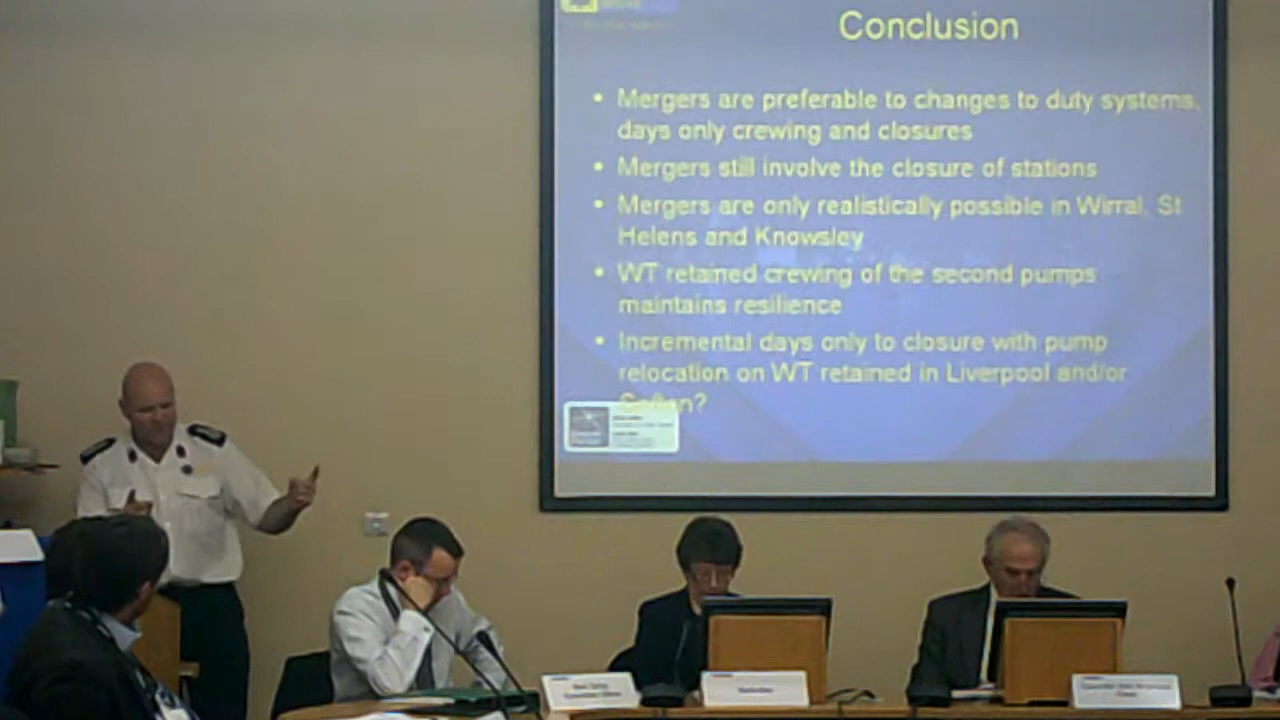 Conclusion
• Mergers are preferable to changes to duty systems,
days only crewing and closures
• Mergers still involve the closure of stations
• Mergers are only realistically possible in Wirral, St
Helens and Knowsley
• WT retained crewing of the second pumps
maintains resilience
• Incremental days only to closure with pump
relocation on WT retained in Liverpool and/or